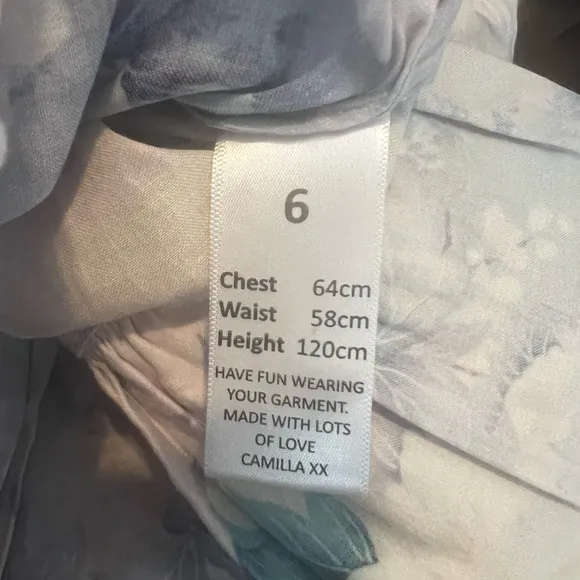 6
Chest 64cm
Waist 58cm
Height 120cm
HAVE FUN WEARING
YOUR GARMENT.
MADE WITH LOTS
OF LOVE
CAMILLA XX